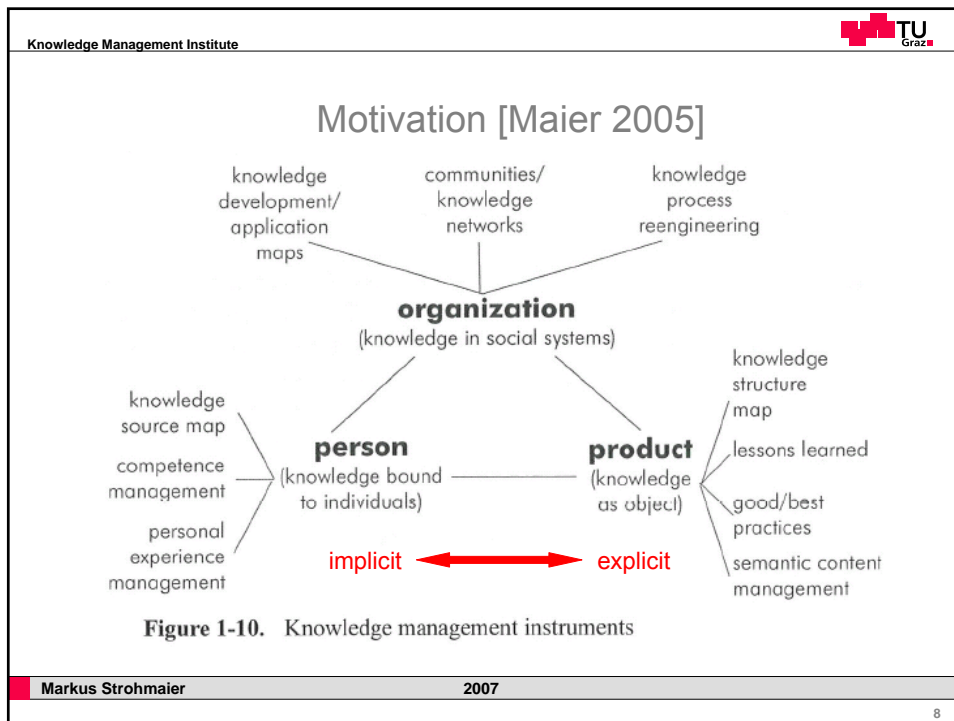 Knowledge Management Institute
TU
Graz
Motivation [Maier 2005]
knowledge
development/
application
maps
communities/
knowledge
networks
knowledge
process
reengineering
organization
(knowledge in social systems)
knowledge
source map
competence
management
personal
experience
management
person
(knowledge bound
to individuals)
product
(knowledge
as object)
knowledge
structure
map
lessons learned
good/best
practices
semantic content
management
implicit
explicit
Figure 1-10. Knowledge management instruments
Markus Strohmaier 2007
8